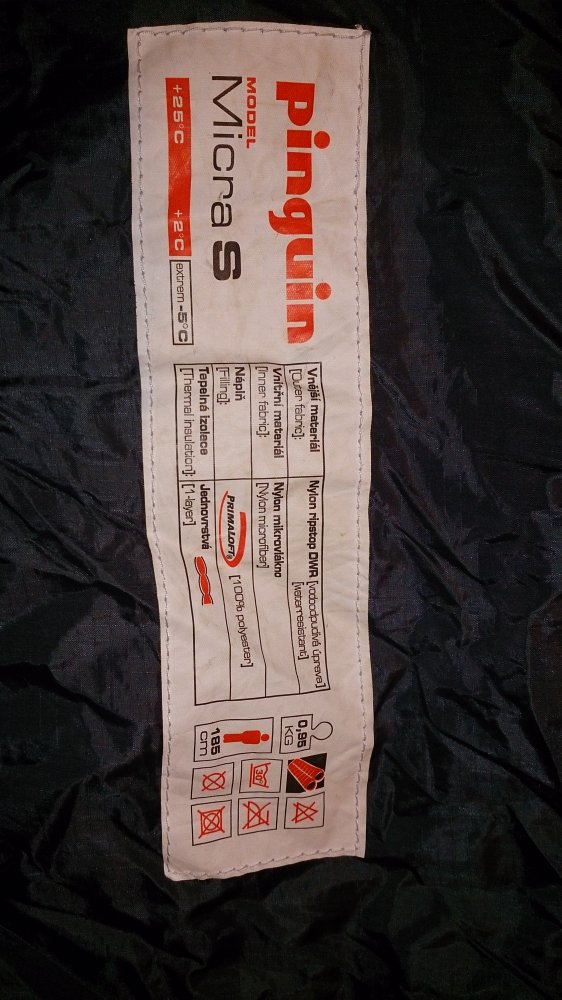 pinguin
MODEL
Micra S
+25°C +2°C extrem -5°C
Vnější materiál
[Outer fabric]:
Nylon ripstop DWR [vodoodpudivá úprava]
[waterresistant]
Vnitřní materiál
[Inner fabric]:
Nylon mikrovlákno
[Nylon microfiber]
Náplň
[Filling]:
PRIMALOFT® [100% polyester]
Tepelná izolace
[Thermal insulation]:
Jednovrstvá
[1-layer]
0,95
KG
185
cm
30°